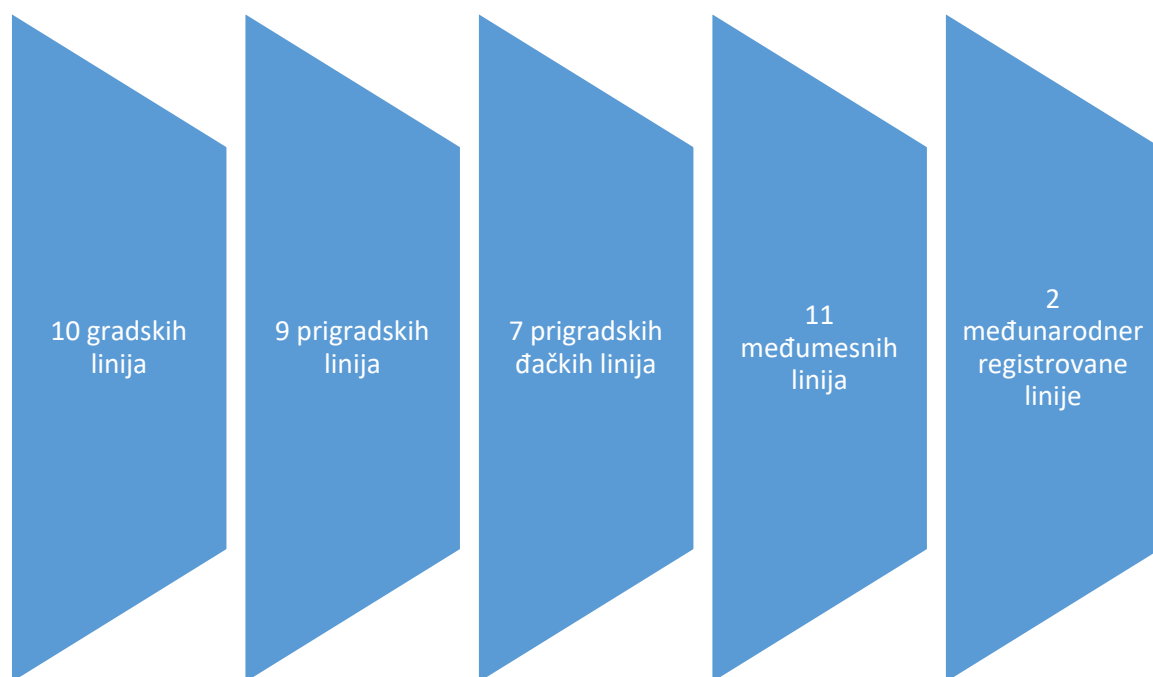 10 gradskih
linija
9 prigradskih
linija
7 prigradskih
đačkih linija
11
međumesnih
linija
2
međunarodner
registrovane
linije